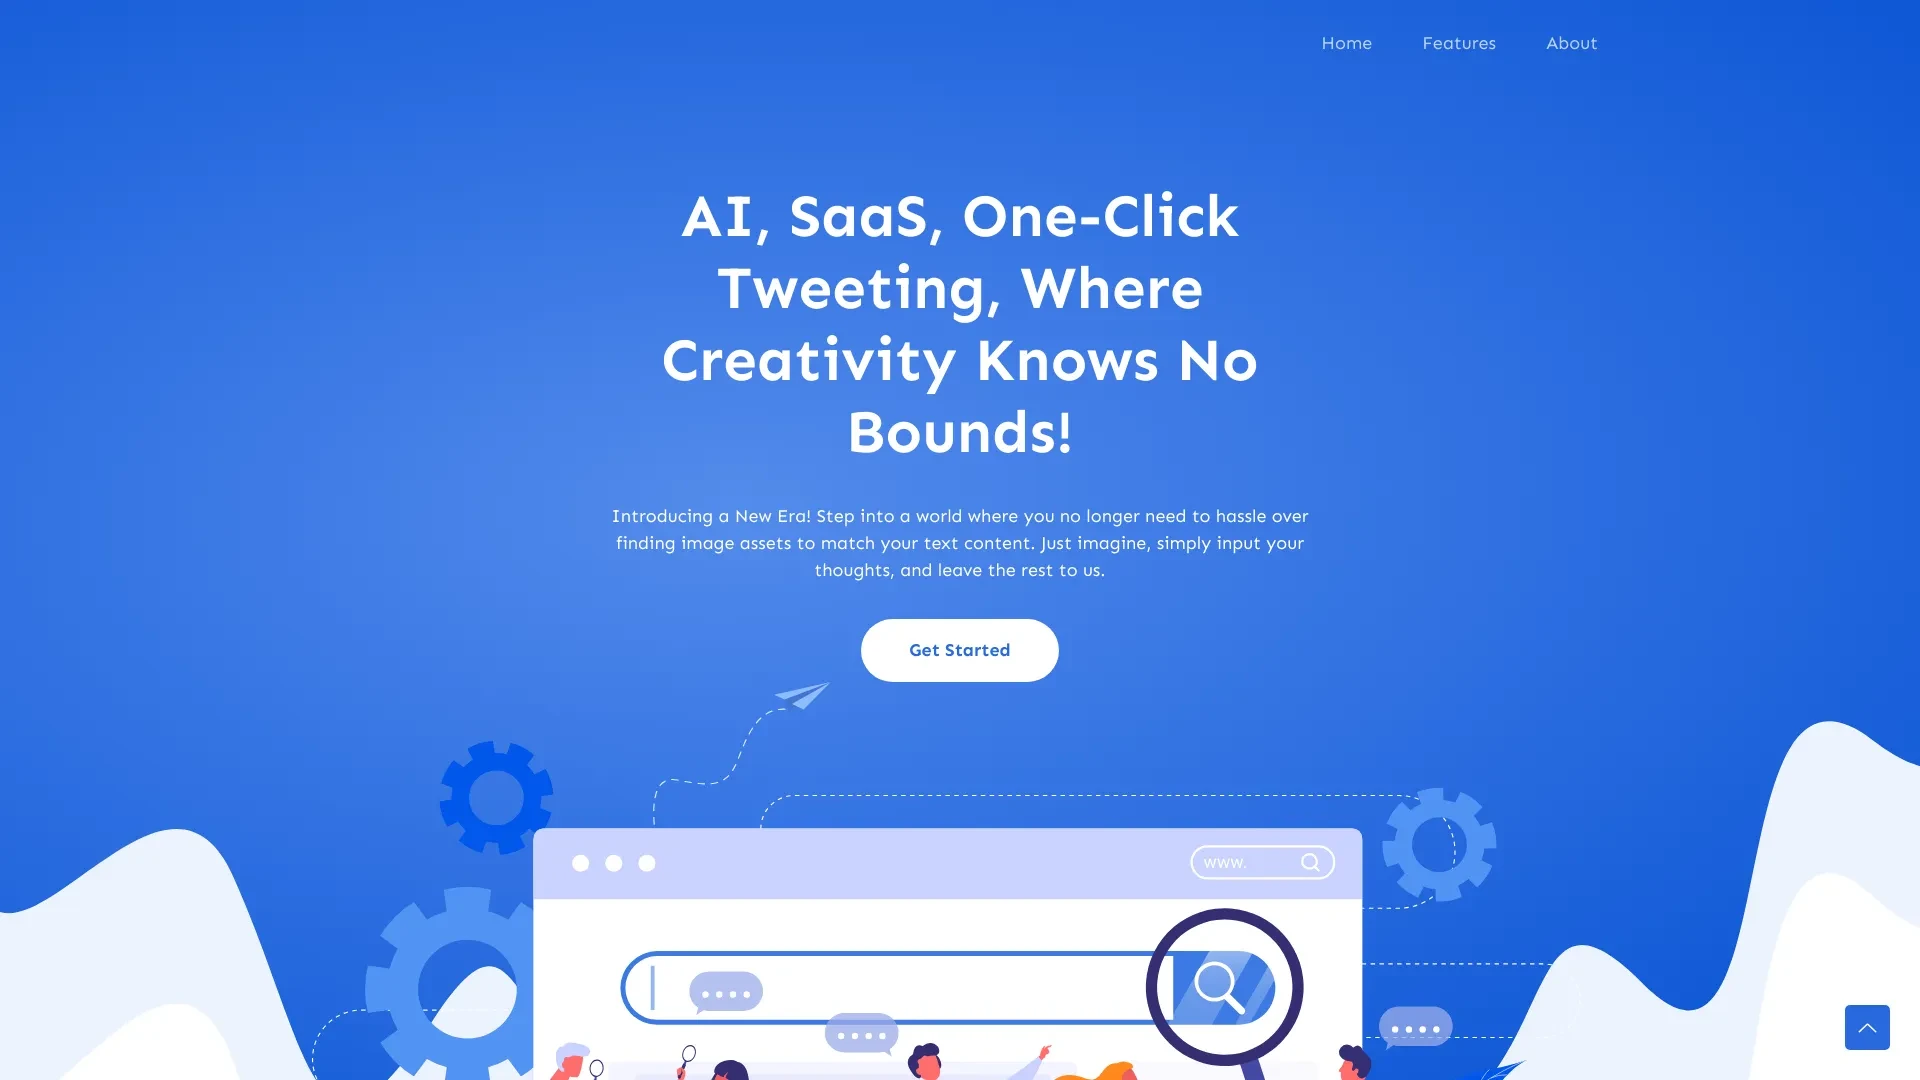 Home Features About
AI, SaaS, One-Click
Tweeting, Where
Creativity Knows No
Bounds!
Introducing a New Era! Step into a world where you no longer need to hassle over
finding image assets to match your text content. Just imagine, simply input your
thoughts, and leave the rest to us.
Get Started
www.